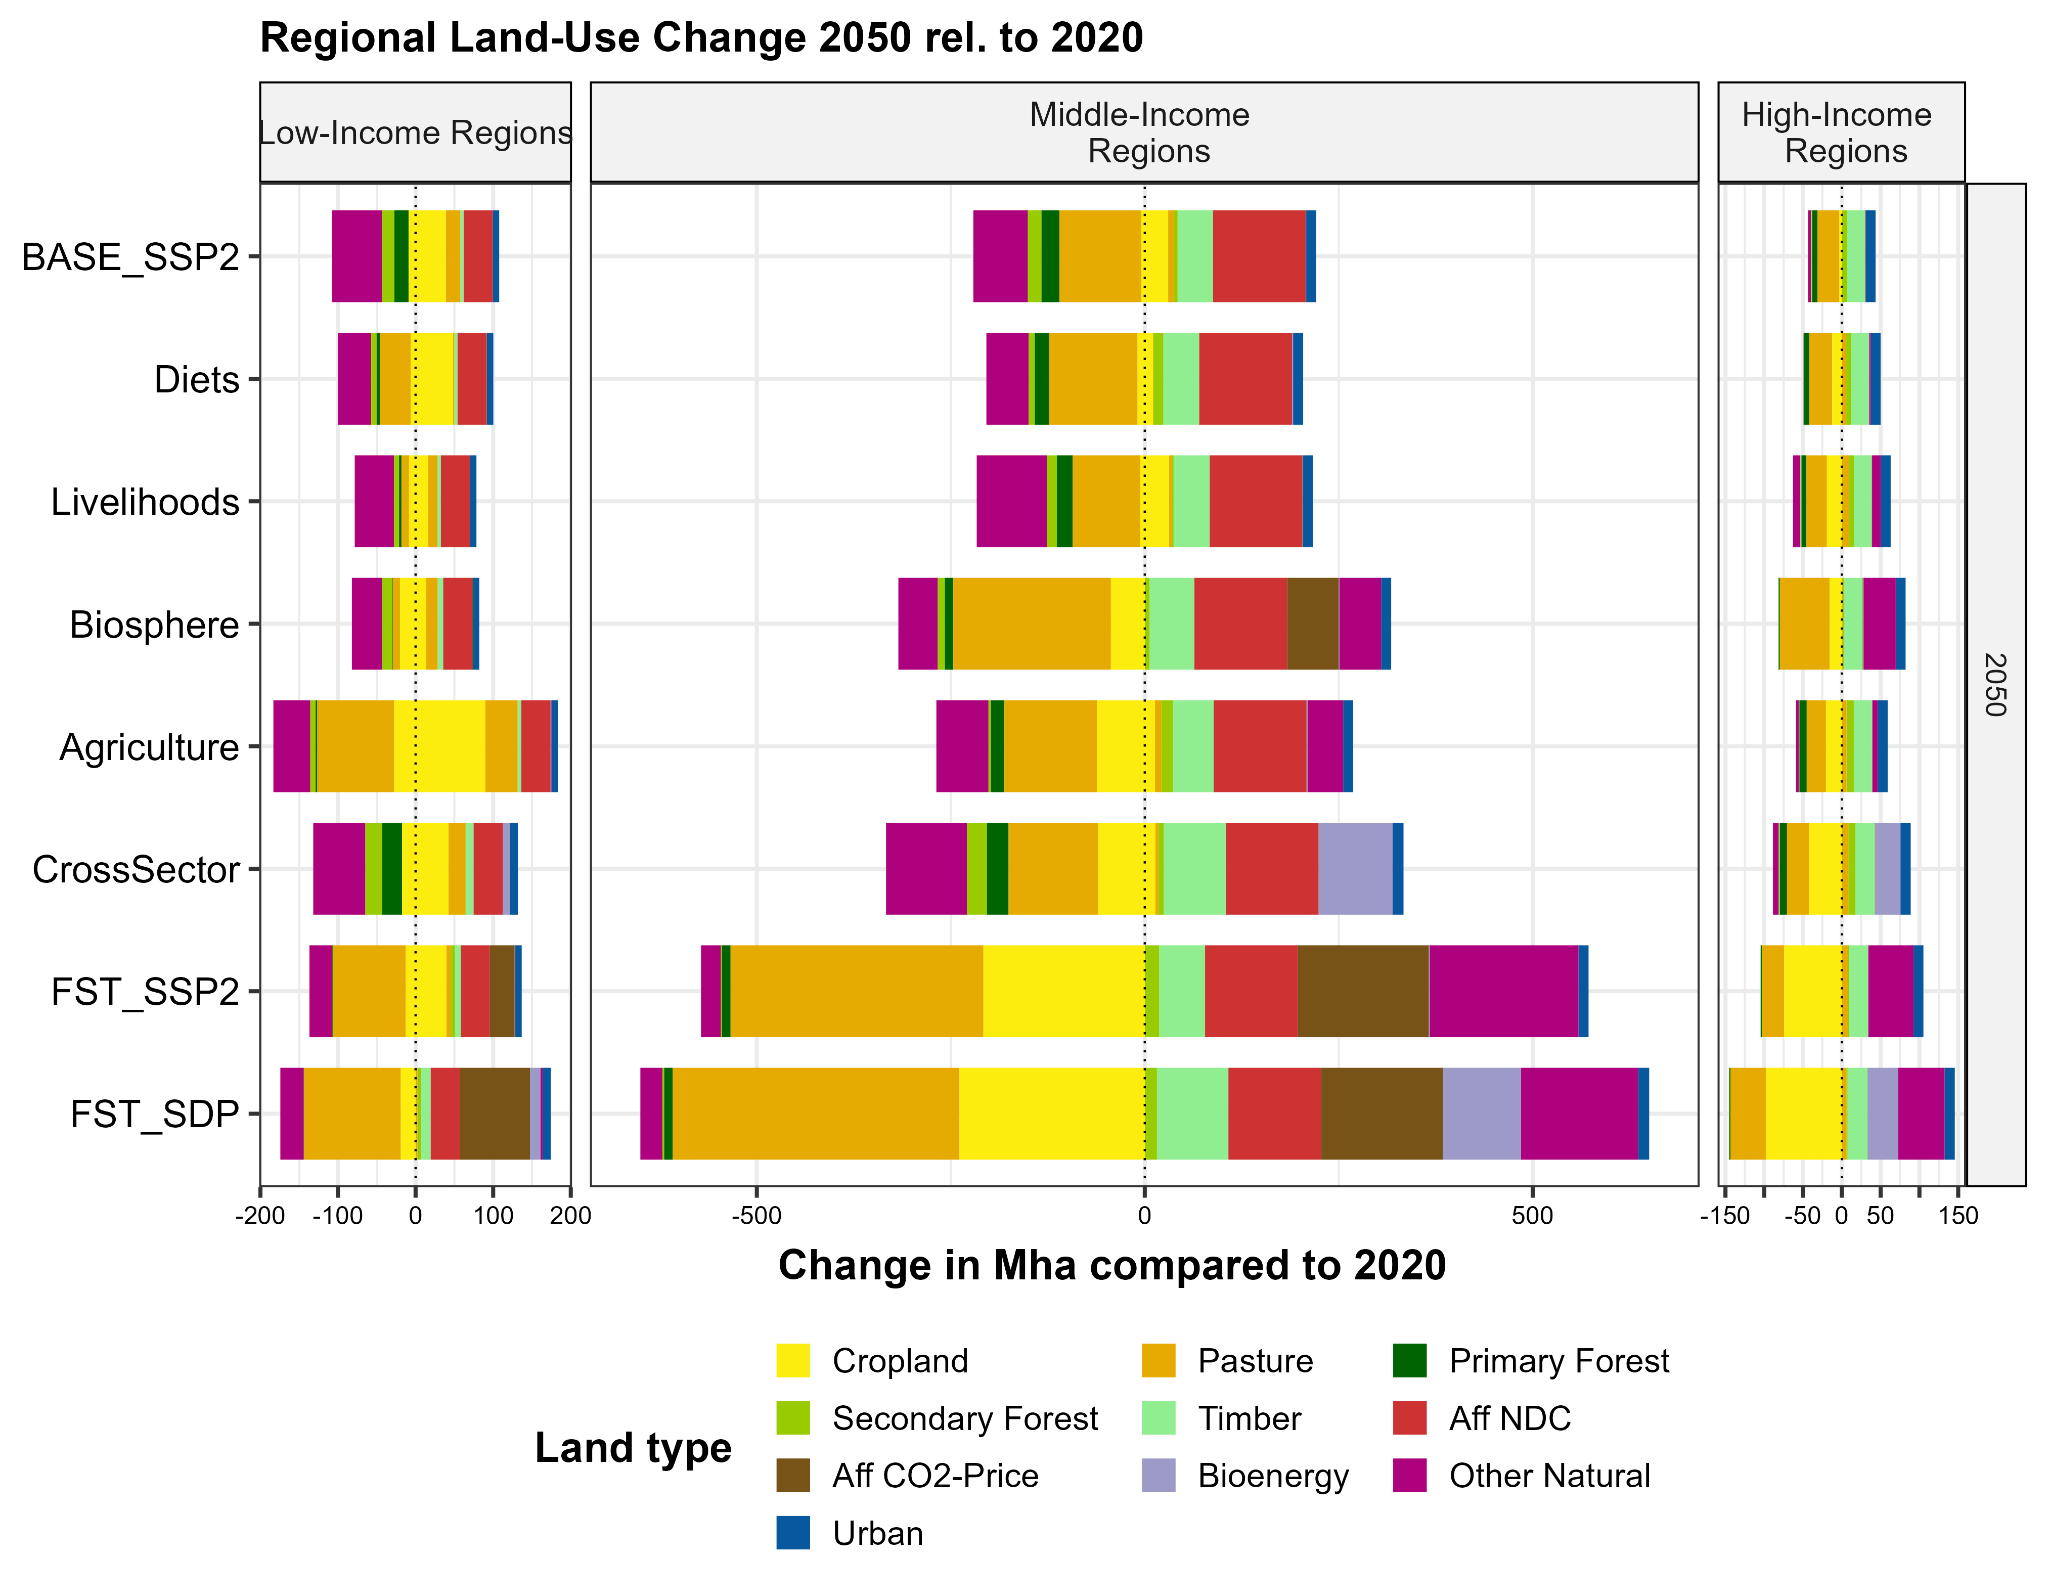 Regional Land-Use Change 2050 rel. to 2020
Low-Income Regions
Middle-Income
Regions
High-Income
Regions
BASE_SSP2
Diets
Livelihoods
Biosphere
Agriculture
CrossSector
FST_SSP2
FST_SDP
2050
-200 -100 0 100 200
-500 0 500
-150 -50 0 50 150
Change in Mha compared to 2020
Land type
Cropland Pasture Primary Forest
Secondary Forest Timber Aff NDC
Aff CO2-Price Bioenergy Other Natural
Urban